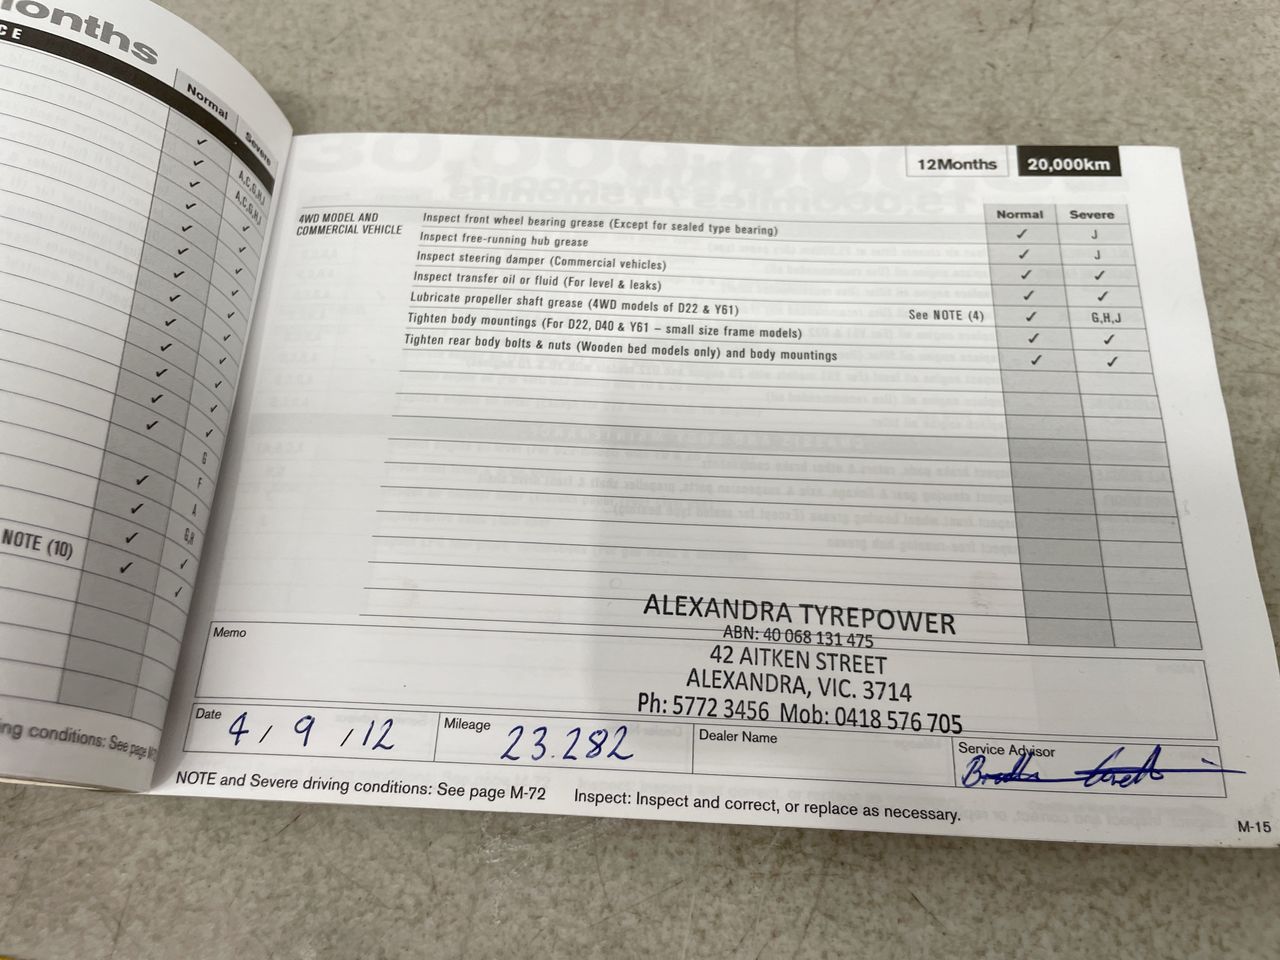 onths
CE
Normal Severe
✓ A,C,G,H,J
✓ A,C,G,H,J
✓ ✓
✓ ✓
✓ ✓
✓ ✓
✓ ✓
✓ ✓
✓ ✓
✓ ✓
✓ ✓
✓ ✓
G
✓ F
✓ A
✓ G,H
NOTE (10) ✓ ✓
✓
ing conditions: See page M-72
12Months 20,000km
Normal Severe
4WD MODEL AND
COMMERCIAL VEHICLE
Inspect front wheel bearing grease (Except for sealed type bearing) ✓ J
Inspect free-running hub grease ✓ J
Inspect steering damper (Commercial vehicles) ✓ ✓
Inspect transfer oil or fluid (For level & leaks) ✓ ✓
Lubricate propeller shaft grease (4WD models of D22 & Y61) See NOTE (4) ✓ G,H,J
Tighten body mountings (For D22, D40 & Y61 – small size frame models) ✓ ✓
Tighten rear body bolts & nuts (Wooden bed models only) and body mountings ✓ ✓
ALEXANDRA TYREPOWER
ABN: 40 068 131 475
42 AITKEN STREET
ALEXANDRA, VIC. 3714
Ph: 5772 3456 Mob: 0418 576 705
Memo
Date 4 / 9 / 12 Mileage 23.282 Dealer Name Service Advisor
NOTE and Severe driving conditions: See page M-72 Inspect: Inspect and correct, or replace as necessary.
M-15